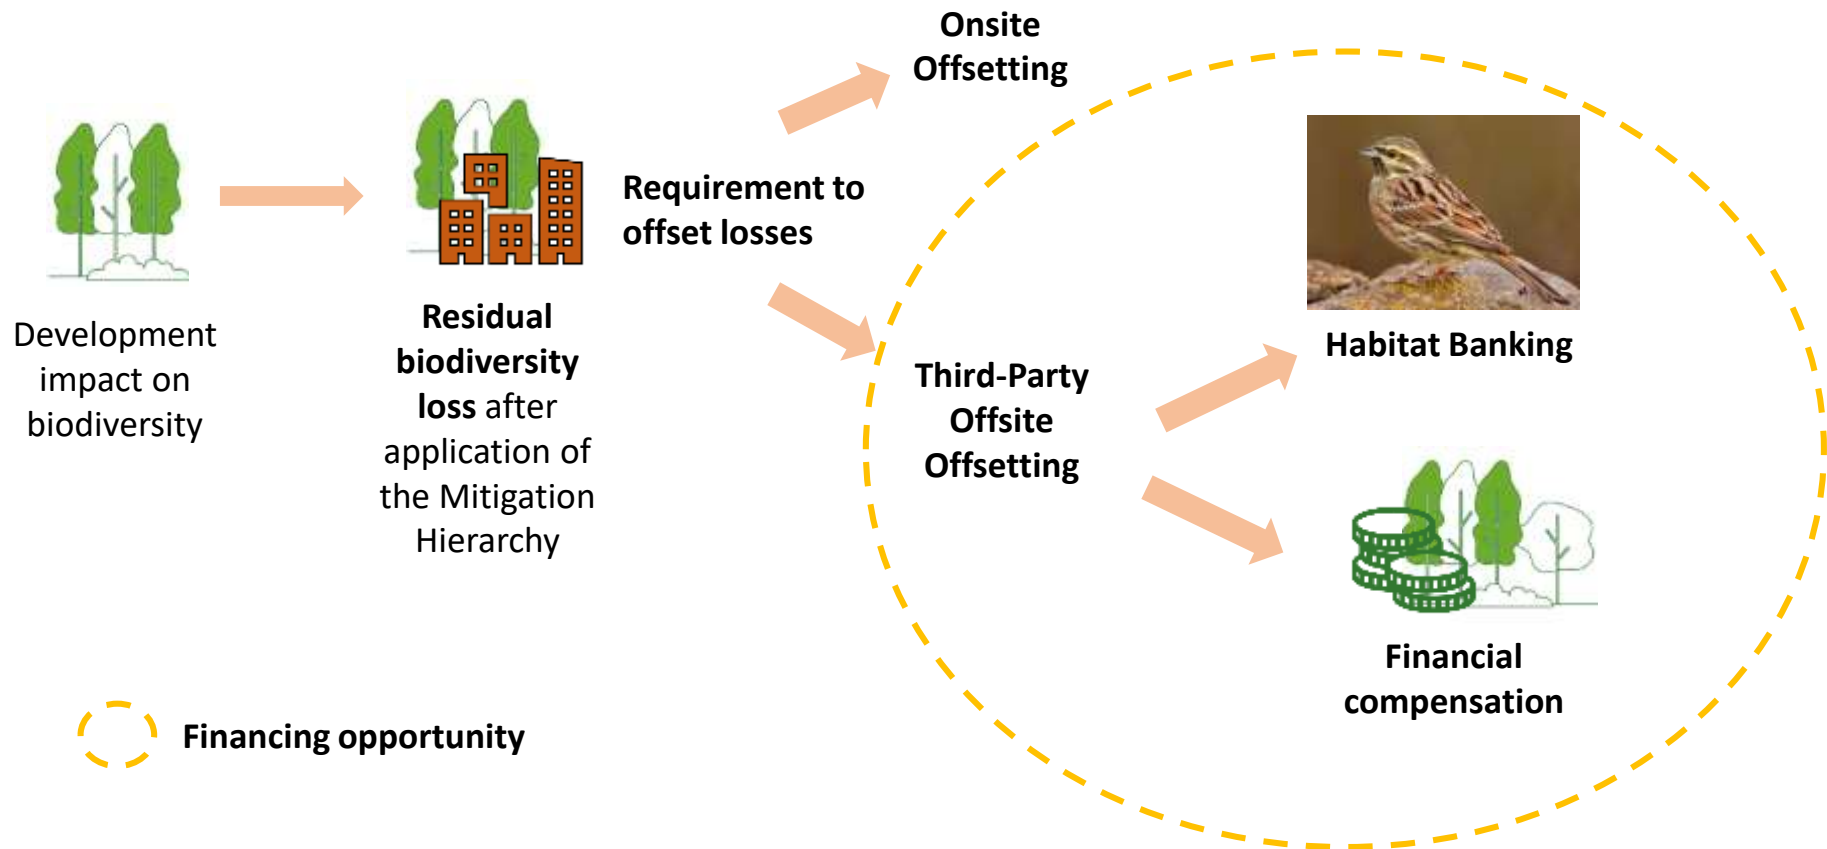 Onsite
Offsetting
Development
impact on
biodiversity
Residual
biodiversity
loss after
application of
the Mitigation
Hierarchy
Requirement to
offset losses
Third-Party
Offsite
Offsetting
Habitat Banking
Financial
compensation
Financing opportunity